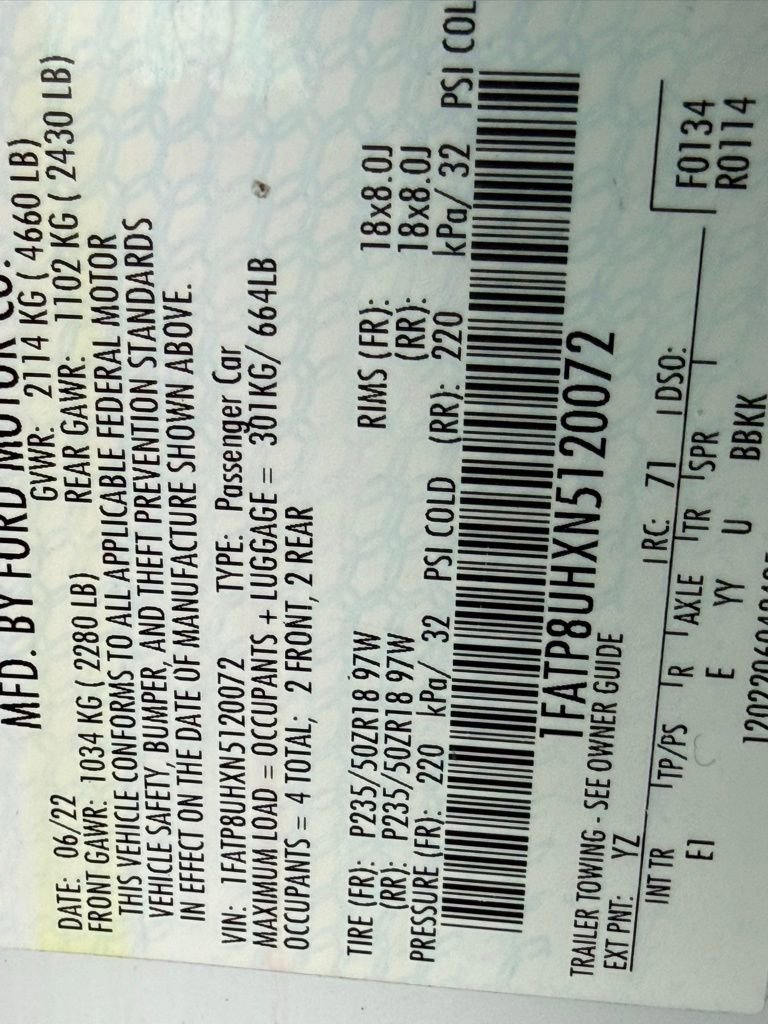 MFD. BY FORD MOTOR CO.
DATE: 06/22 GVWR: 2114 KG ( 4660 LB)
FRONT GAWR: 1034 KG ( 2280 LB) REAR GAWR: 1102 KG ( 2430 LB)
THIS VEHICLE CONFORMS TO ALL APPLICABLE FEDERAL MOTOR
VEHICLE SAFETY, BUMPER, AND THEFT PREVENTION STANDARDS
IN EFFECT ON THE DATE OF MANUFACTURE SHOWN ABOVE.
VIN: 1FATP8UHXN5120072 TYPE: Passenger Car
MAXIMUM LOAD = OCCUPANTS + LUGGAGE = 301KG/ 664LB
OCCUPANTS = 4 TOTAL; 2 FRONT, 2 REAR
TIRE (FR): P235/50ZR18 97W RIMS (FR): 18x8.0J
(RR): P235/50ZR18 97W (RR): 18x8.0J
PRESSURE (FR): 220 kPa/ 32 PSI COLD (RR): 220 kPa/ 32 PSI COL
1FATP8UHXN5120072
TRAILER TOWING - SEE OWNER GUIDE
EXT PNT: YZ RC: 71 DSO: F0134
R0114
INT TR TP/PS R AXLE TR SPR
E1 E YY U BBKK